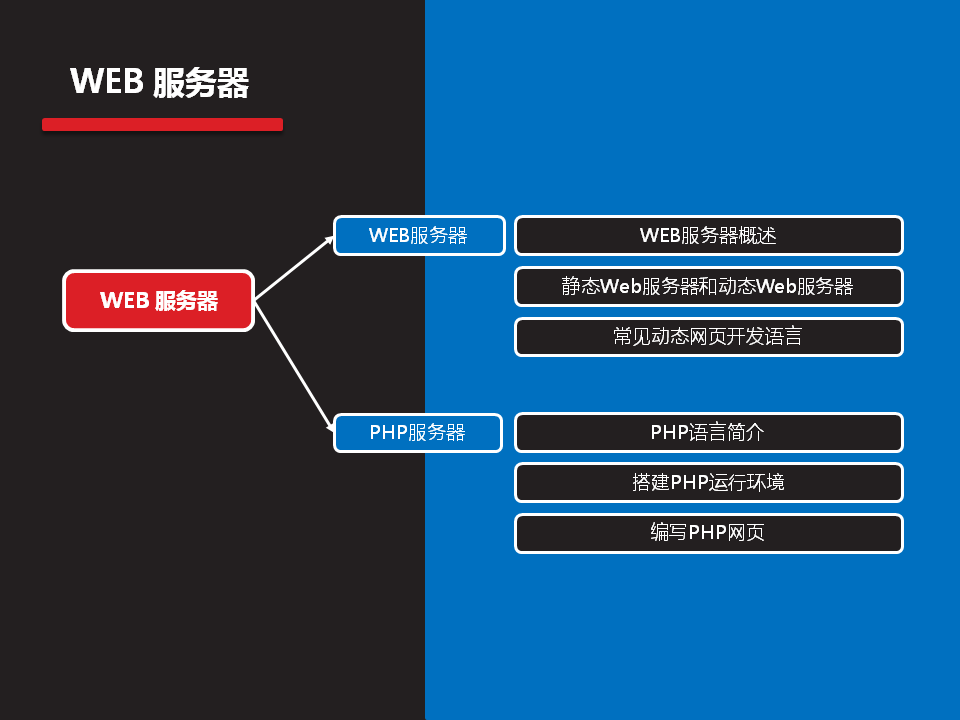 WEB 服务器
WEB服务器
WEB服务器概述
静态Web服务器和动态Web服务器
WEB 服务器
常见动态网页开发语言
PHP服务器
PHP语言简介
搭建PHP运行环境
编写PHP网页